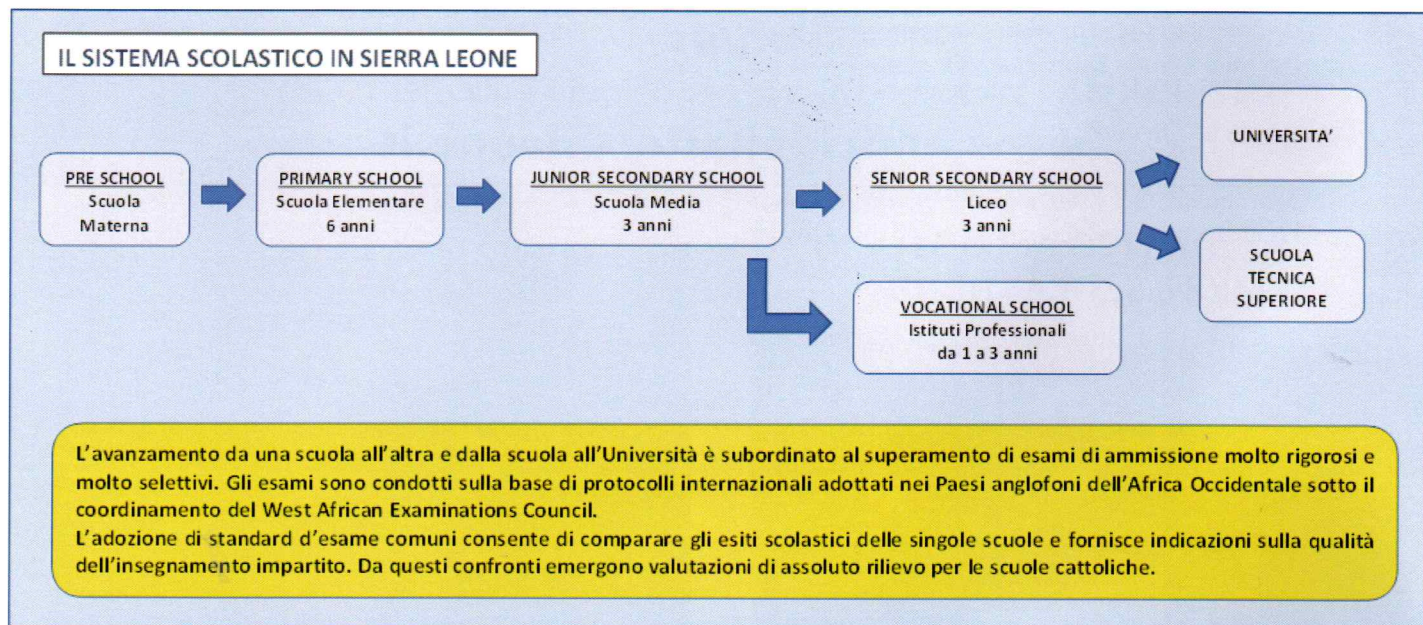 IL SISTEMA SCOLASTICO IN SIERRA LEONE
PRE SCHOOL
Scuola
Materna
PRIMARY SCHOOL
Scuola Elementare
6 anni
JUNIOR SECONDARY SCHOOL
Scuola Media
3 anni
SENIOR SECONDARY SCHOOL
Liceo
3 anni
UNIVERSITA'
SCUOLA
TECNICA
SUPERIORE
VOCATIONAL SCHOOL
Istituti Professionali
da 1 a 3 anni
L'avanzamento da una scuola all'altra e dalla scuola all'Università è subordinato al superamento di esami di ammissione molto rigorosi e
molto selettivi. Gli esami sono condotti sulla base di protocolli internazionali adottati nei Paesi anglofoni dell'Africa Occidentale sotto il
coordinamento del West African Examinations Council.
L'adozione di standard d'esame comuni consente di comparare gli esiti scolastici delle singole scuole e fornisce indicazioni sulla qualità
dell'insegnamento impartito. Da questi confronti emergono valutazioni di assoluto rilievo per le scuole cattoliche.